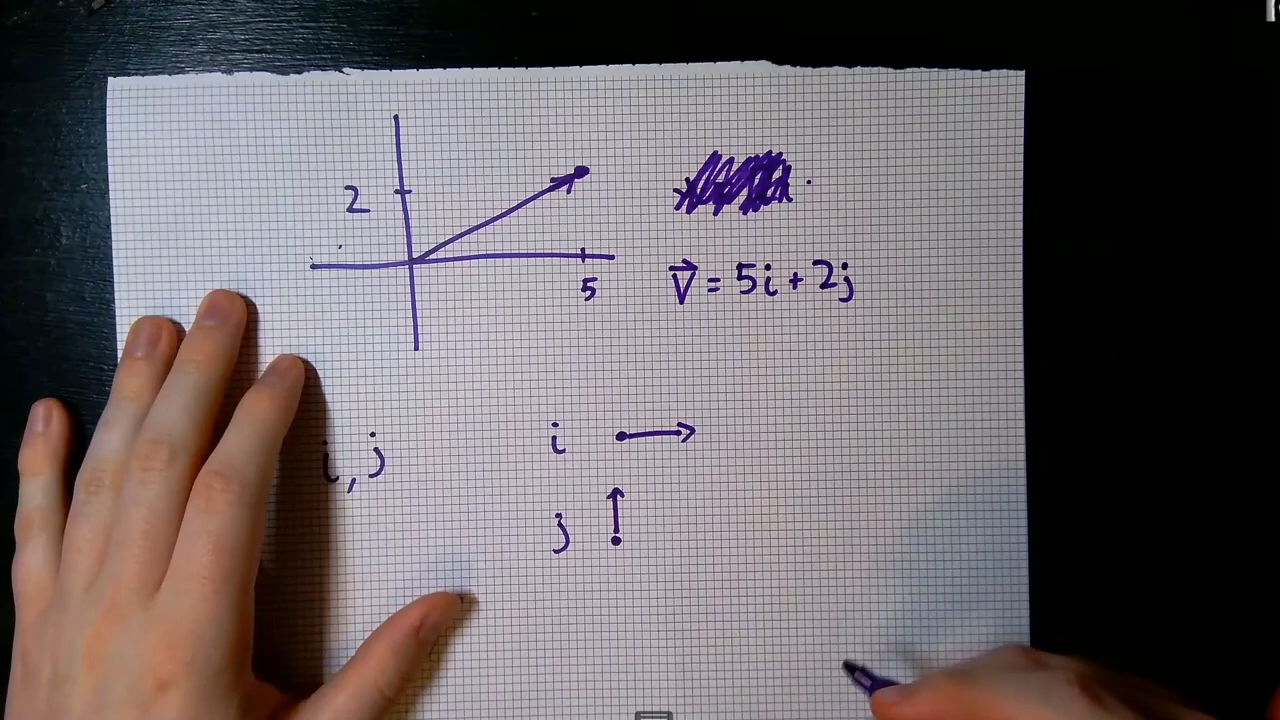 2
5
V⃗ = 5i + 2j
i, j
i
j